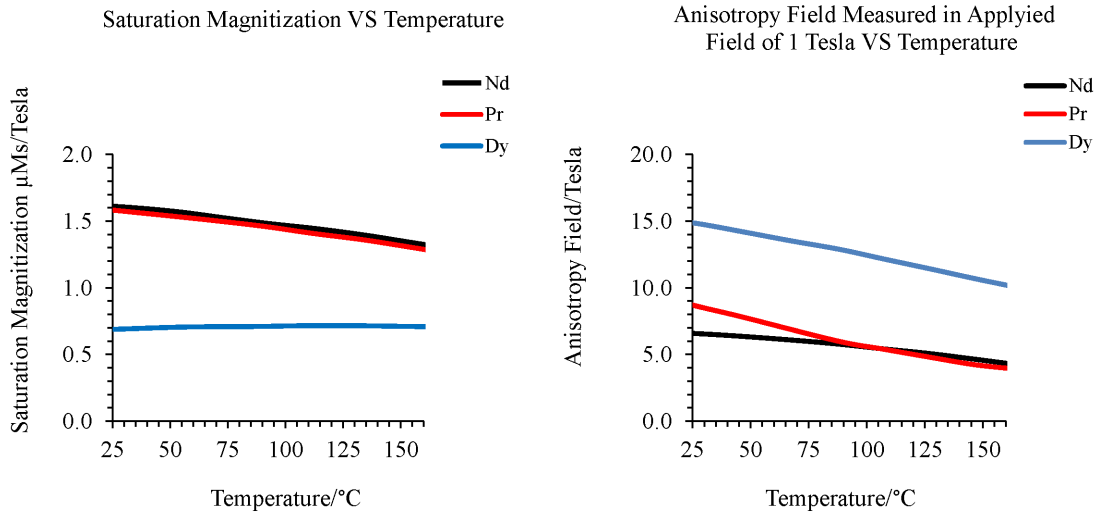 Saturation Magnitization VS Temperature
Nd
Pr
Dy
Saturation Magnitization µMs/Tesla
2.0
1.5
1.0
0.5
0.0
25 50 75 100 125 150
Temperature/°C
Anisotropy Field Measured in Applyied
Field of 1 Tesla VS Temperature
Nd
Pr
Dy
Anisotropy Field/Tesla
20.0
15.0
10.0
5.0
0.0
25 50 75 100 125 150
Temperature/°C